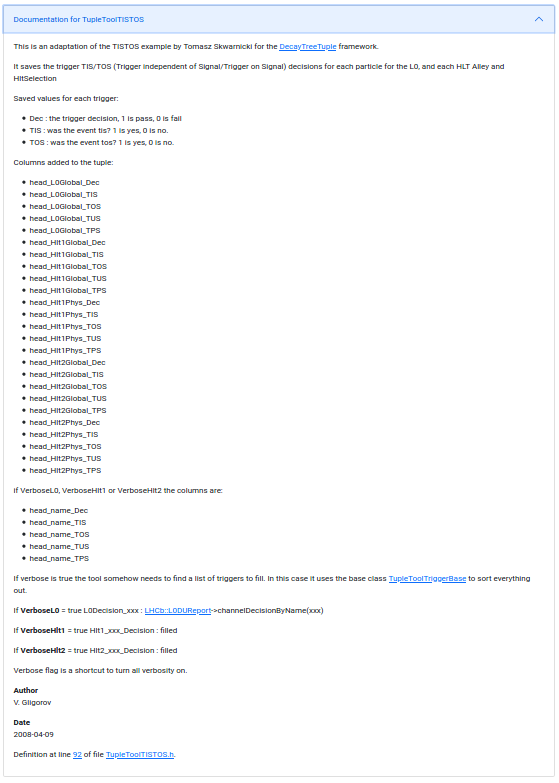 Documentation for TupleToolTISTOS
This is an adaptation of the TISTOS example by Tomasz Skwarnicki for the DecayTreeTuple framework.
It saves the trigger TIS/TOS (Trigger independent of Signal/Trigger on Signal) decisions for each particle for the L0, and each HLT Alley and
HltSelection
Saved values for each trigger:
• Dec : the trigger decision, 1 is pass, 0 is fail
• TIS : was the event tis? 1 is yes, 0 is no.
• TOS : was the event tos? 1 is yes, 0 is no.
Columns added to the tuple:
• head_L0Global_Dec
• head_L0Global_TIS
• head_L0Global_TOS
• head_L0Global_TUS
• head_L0Global_TPS
• head_Hlt1Global_Dec
• head_Hlt1Global_TIS
• head_Hlt1Global_TOS
• head_Hlt1Global_TUS
• head_Hlt1Global_TPS
• head_Hlt1Phys_Dec
• head_Hlt1Phys_TIS
• head_Hlt1Phys_TOS
• head_Hlt1Phys_TUS
• head_Hlt1Phys_TPS
• head_Hlt2Global_Dec
• head_Hlt2Global_TIS
• head_Hlt2Global_TOS
• head_Hlt2Global_TUS
• head_Hlt2Global_TPS
• head_Hlt2Phys_Dec
• head_Hlt2Phys_TIS
• head_Hlt2Phys_TOS
• head_Hlt2Phys_TUS
• head_Hlt2Phys_TPS
if VerboseL0, VerboseHlt1 or VerboseHlt2 the columns are:
• head_name_Dec
• head_name_TIS
• head_name_TOS
• head_name_TUS
• head_name_TPS
If verbose is true the tool somehow needs to find a list of triggers to fill. In this case it uses the base class TupleToolTriggerBase to sort everything
out.
If VerboseL0 = true L0Decision_xxx : LHCb::L0DUReport->channelDecisionByName(xxx)
If VerboseHlt1 = true Hlt1_xxx_Decision : filled
If VerboseHlt2 = true Hlt2_xxx_Decision : filled
Verbose flag is a shortcut to turn all verbosity on.
Author
V. Gligorov
Date
2008-04-09
Definition at line 92 of file TupleToolTISTOS.h.